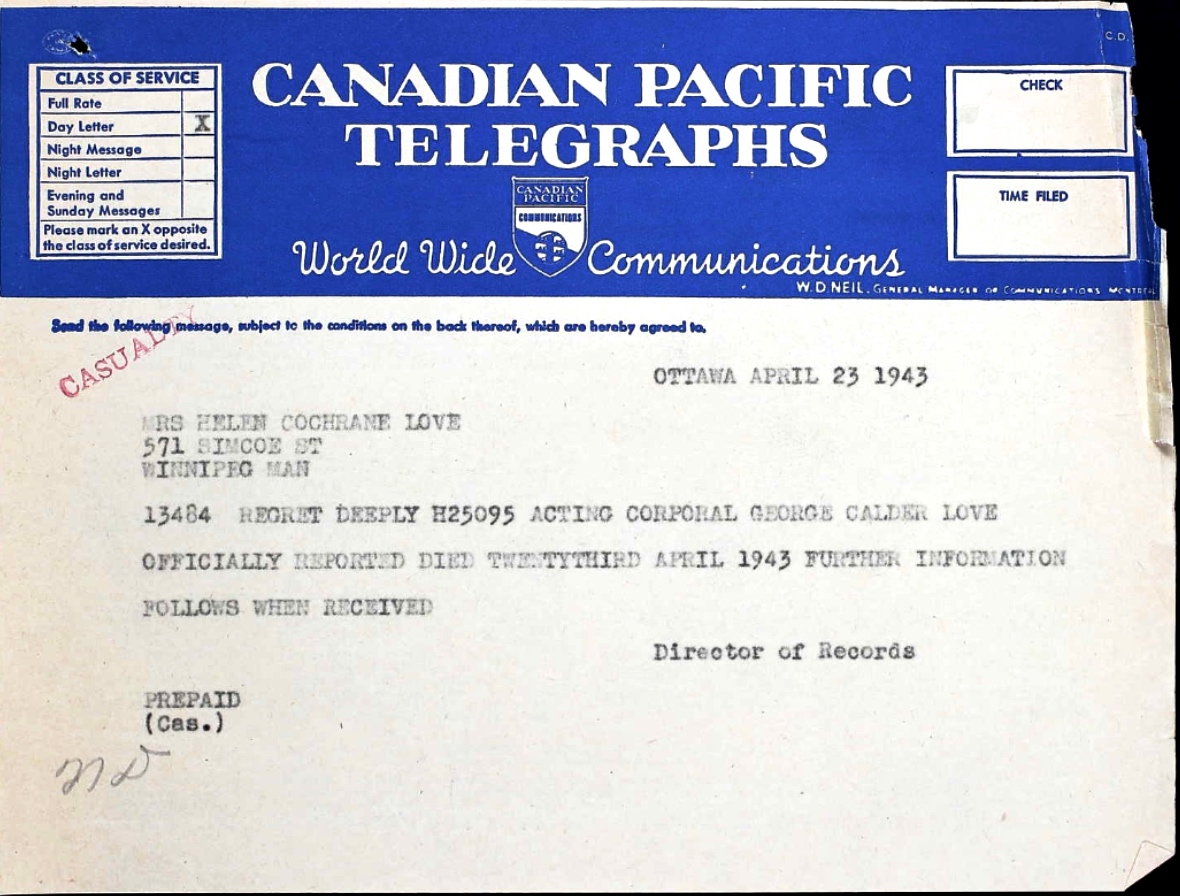 C.D.
CLASS OF SERVICE
Full Rate
Day Letter X
Night Message
Night Letter
Evening and
Sunday Messages
Please mark an X opposite
the class of service desired.
CANADIAN PACIFIC
TELEGRAPHS
CANADIAN
PACIFIC
COMMUNICATIONS
World Wide Communications
CHECK
TIME FILED
W. D. NEIL, GENERAL MANAGER OF COMMUNICATIONS MONTREAL
Send the following message, subject to the conditions on the back thereof, which are hereby agreed to.
CASUALTY
OTTAWA APRIL 23 1943
MRS HELEN COCHRANE LOVE
571 SIMCOE ST
WINNIPEG MAN
13484 REGRET DEEPLY H25095 ACTING CORPORAL GEORGE CALDER LOVE
OFFICIALLY REPORTED DIED TWENTYTHIRD APRIL 1943 FURTHER INFORMATION
FOLLOWS WHEN RECEIVED
Director of Records
PREPAID
(Cas.)